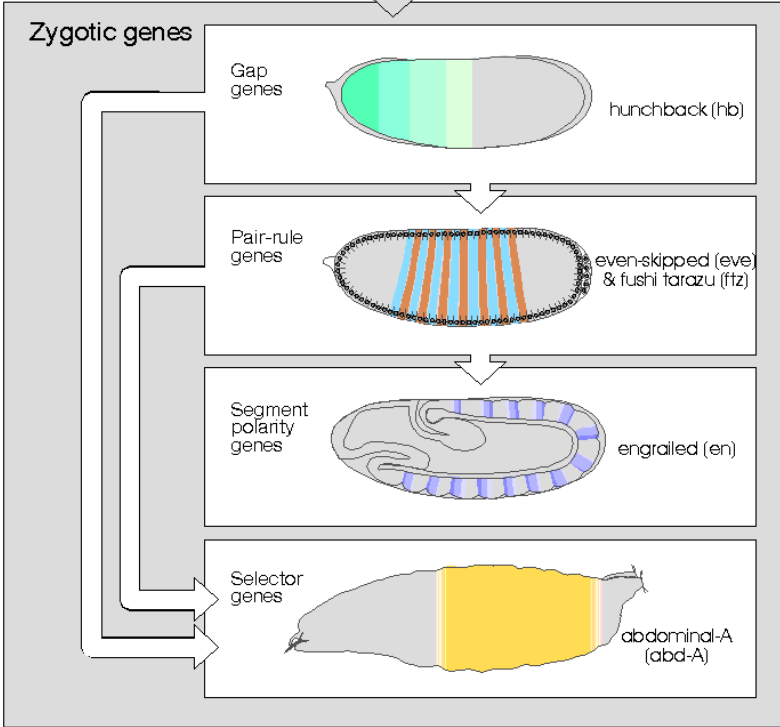 Zygotic genes
Gap
genes
hunchback (hb)
Pair-rule
genes
even-skipped (eve)
& fushi tarazu (ftz)
Segment
polarity
genes
engrailed (en)
Selector
genes
abdominal-A
(abd-A)